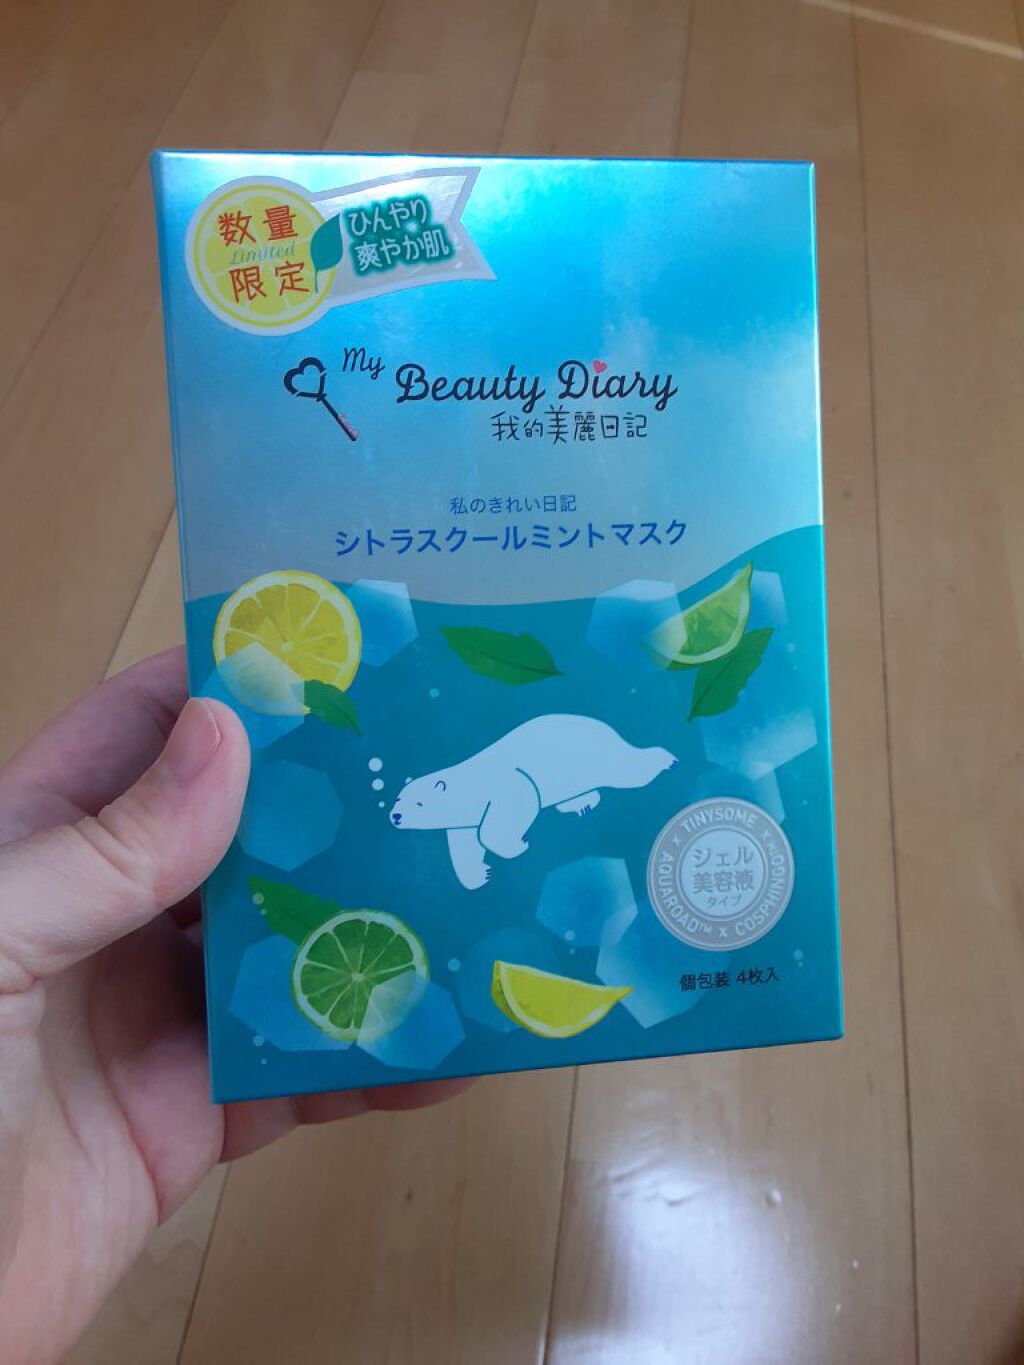 数量
Limited
限定
ひんやり
爽やか肌
My
Beauty Diary
我的美麗日記
私のきれい日記
シトラスクールミントマスク
x TINYSOME x COSPHINGO™ x AQUAROAD™
ジェル
美容液
タイプ
個包装 4枚入